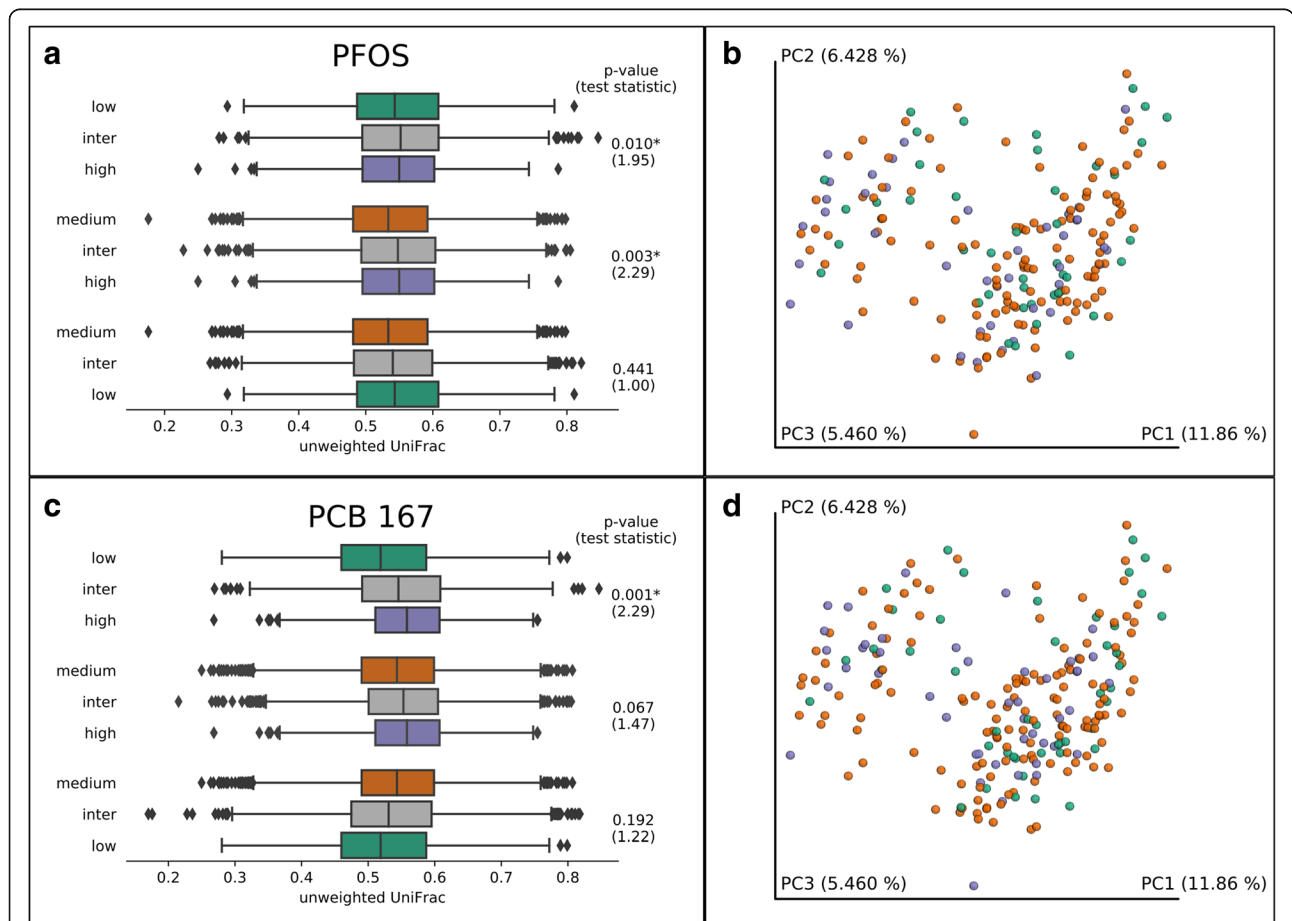 a
PFOS
p-value
(test statistic)
low
inter
high
0.010*
(1.95)
medium
inter
high
0.003*
(2.29)
medium
inter
low
0.441
(1.00)
0.2 0.3 0.4 0.5 0.6 0.7 0.8
unweighted UniFrac
b
PC2 (6.428 %)
PC3 (5.460 %)
PC1 (11.86 %)
c
PCB 167
p-value
(test statistic)
low
inter
high
0.001*
(2.29)
medium
inter
high
0.067
(1.47)
medium
inter
low
0.192
(1.22)
0.2 0.3 0.4 0.5 0.6 0.7 0.8
unweighted UniFrac
d
PC2 (6.428 %)
PC3 (5.460 %)
PC1 (11.86 %)